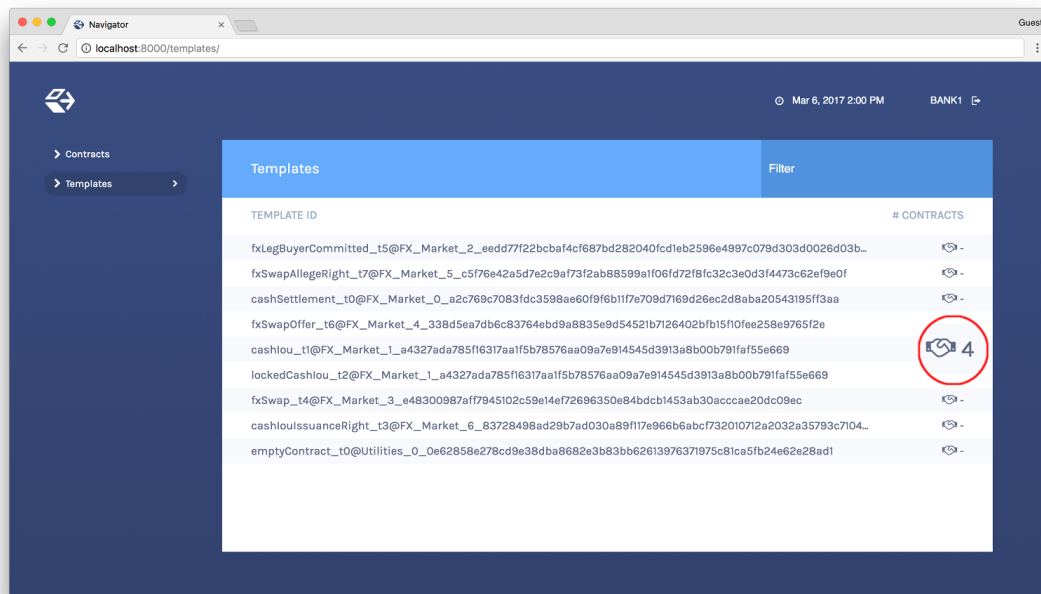 Navigator
Guest
localhost:8000/templates/
Mar 6, 2017 2:00 PM
BANK1
Contracts
Templates
Templates
Filter
TEMPLATE ID
# CONTRACTS
fxLegBuyerCommitted_t5@FX_Market_2_eedd77f22bcbaf4cf687bd282040fcd1eb2596e4997c079d303d0026d03b... -
fxSwapAllegeRight_t7@FX_Market_5_c5f76e42a5d7e2c9af73f2ab88599a1f06fd72f8fc32c3e0d3f4473c62ef9e0f -
cashSettlement_t0@FX_Market_0_a2c769c7083fdc3598ae60f9f6b11f7e709d7169d26ec2d8aba20543195ff3aa -
fxSwapOffer_t6@FX_Market_4_338d5ea7db6c83764ebd9a8835e9d54521b7126402bfb15f10fee258e9765f2e
cashIou_t1@FX_Market_1_a4327ada785f16317aa1f5b78576aa09a7e914545d3913a8b00b791faf55e669 4
lockedCashIou_t2@FX_Market_1_a4327ada785f16317aa1f5b78576aa09a7e914545d3913a8b00b791faf55e669
fxSwap_t4@FX_Market_3_e48300987aff7945102c59e14ef72696350e84bdcb1453ab30acccae20dc09ec -
cashIouIssuanceRight_t3@FX_Market_6_83728498ad29b7ad030a89f117e966b6abcf732010712a2032a35793c7104... -
emptyContract_t0@Utilities_0_0e62858e278cd9e38dba8682e3b83bb62613976371975c81ca5fb24e62e28ad1 -